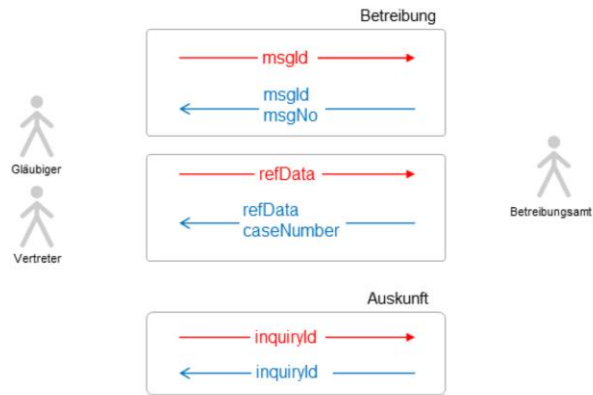 Betreibung
msgId
msgId
msgNo
Gläubiger
refData
refData
caseNumber
Vertreter
Betreibungsamt
Auskunft
inquiryId
inquiryId